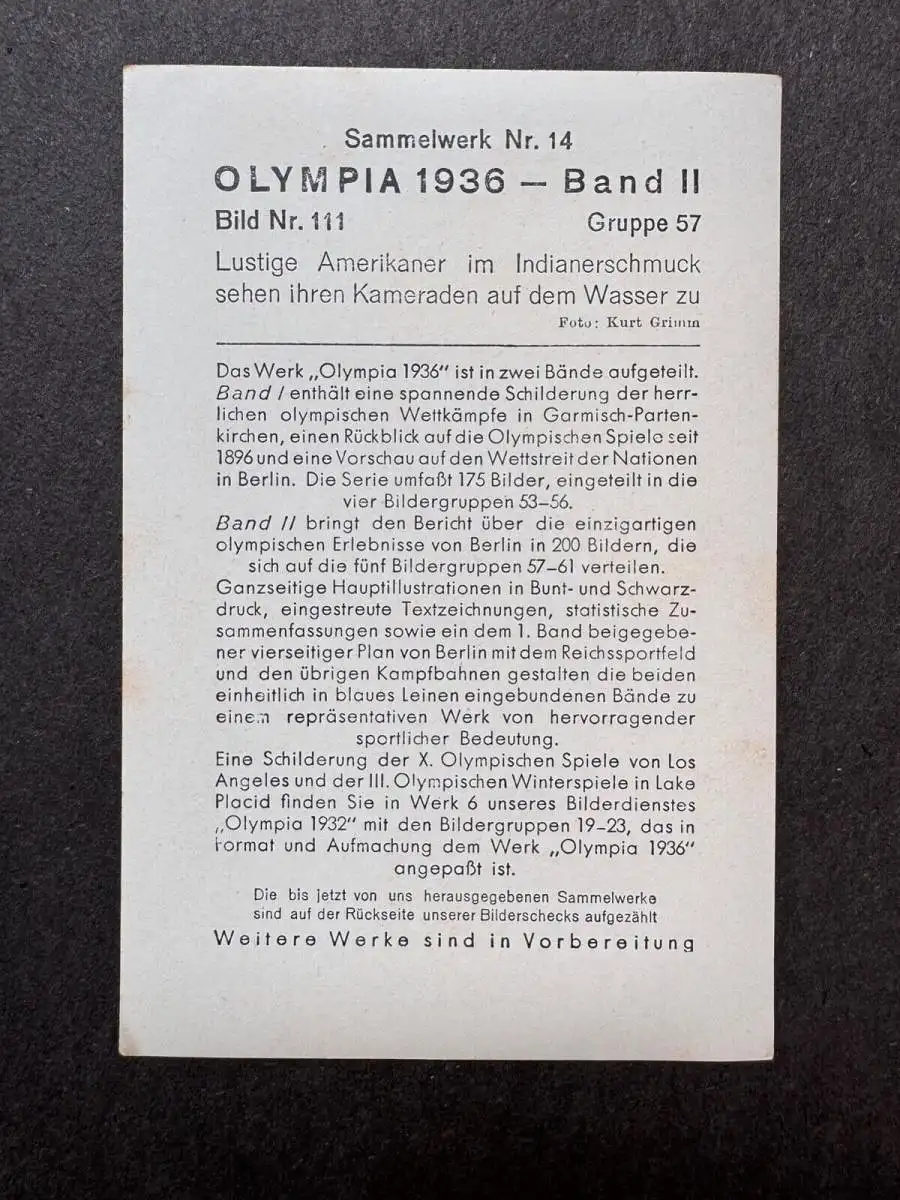 Sammelwerk Nr. 14
OLYMPIA 1936 — Band II
Bild Nr. 111 Gruppe 57
Lustige Amerikaner im Indianerschmuck
sehen ihren Kameraden auf dem Wasser zu
Foto: Kurt Grimm
Das Werk „Olympia 1936“ ist in zwei Bände aufgeteilt.
Band I enthält eine spannende Schilderung der herr-
lichen olympischen Wettkämpfe in Garmisch-Parten-
kirchen, einen Rückblick auf die Olympischen Spiele seit
1896 und eine Vorschau auf den Wettstreit der Nationen
in Berlin. Die Serie umfaßt 175 Bilder, eingeteilt in die
vier Bildergruppen 53–56.
Band II bringt den Bericht über die einzigartigen
olympischen Erlebnisse von Berlin in 200 Bildern, die
sich auf die fünf Bildergruppen 57–61 verteilen.
Ganzseitige Hauptillustrationen in Bunt- und Schwarz-
druck, eingestreute Textzeichnungen, statistische Zu-
sammenfassungen sowie ein dem 1. Band beigegebe-
ner vierseitiger Plan von Berlin mit dem Reichssportfeld
und den übrigen Kampfbahnen gestalten die beiden
einheitlich in blaues Leinen eingebundenen Bände zu
einem repräsentativen Werk von hervorragender
sportlicher Bedeutung.
Eine Schilderung der X. Olympischen Spiele von Los
Angeles und der III. Olympischen Winterspiele in Lake
Placid finden Sie in Werk 6 unseres Bilderdienstes
„Olympia 1932“ mit den Bildergruppen 19–23, das in
Format und Aufmachung dem Werk „Olympia 1936“
angepaßt ist.
Die bis jetzt von uns herausgegebenen Sammelwerke
sind auf der Rückseite unserer Bilderschecks aufgezählt
Weitere Werke sind in Vorbereitung